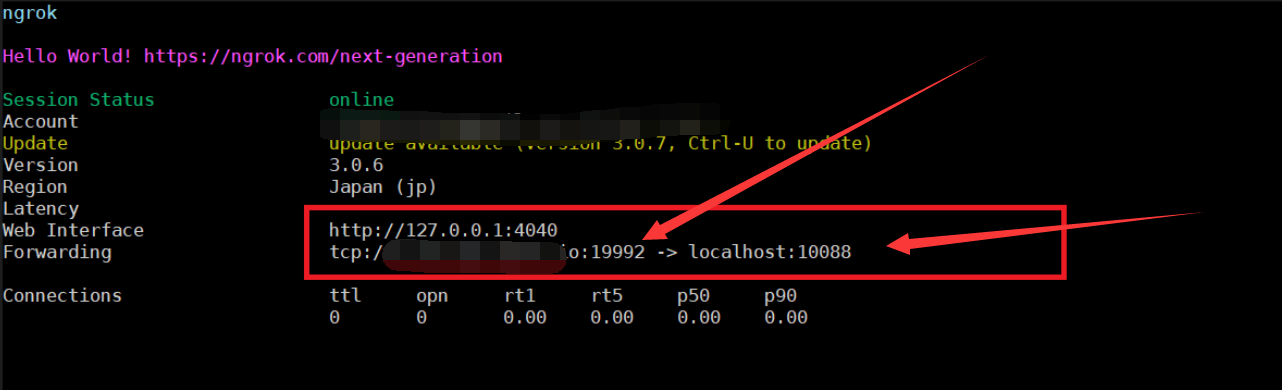 ngrok
Hello World! https://ngrok.com/next-generation
Session Status online
Account
Update update available (version 3.0.7, Ctrl-U to update)
Version 3.0.6
Region Japan (jp)
Latency
Web Interface http://127.0.0.1:4040
Forwarding tcp:/ io:19992 -> localhost:10088
Connections ttl opn rt1 rt5 p50 p90
0 0 0.00 0.00 0.00 0.00